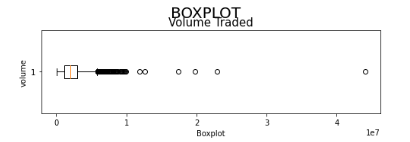 BOXPLOT
Volume Traded
volume
1
0 1 2 3 4
1e7
Boxplot